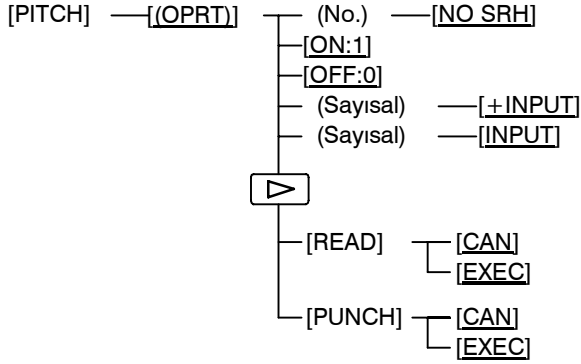 [PITCH] [(OPRT)] (No.) [NO SRH]
[ON:1]
[OFF:0]
(Sayısal) [+INPUT]
(Sayısal) [INPUT]
[READ] [CAN]
[EXEC]
[PUNCH] [CAN]
[EXEC]